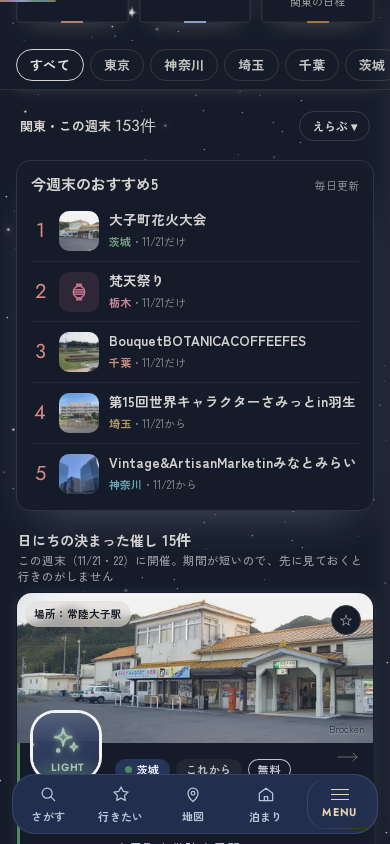 関東の日程
すべて
東京
神奈川
埼玉
千葉
茨城
関東・この週末 153件
えらぶ ▾
今週末のおすすめ5
毎日更新
1
大子町花火大会
茨城・11/21だけ
2
梵天祭り
栃木・11/21だけ
3
BouquetBOTANICACOFFEEFES
千葉・11/21だけ
4
第15回世界キャラクターさみっとin羽生
埼玉・11/21から
5
Vintage&ArtisanMarketinみなとみらい
神奈川・11/21から
日にちの決まった催し 15件
この週末（11/21・22）に開催。期間が短いので、先に見ておくと
行きのがしません
場所：常陸大子駅
☆
Brocken
LIGHT
茨城
これから
無料
→
さがす
行きたい
地図
泊まり
MENU